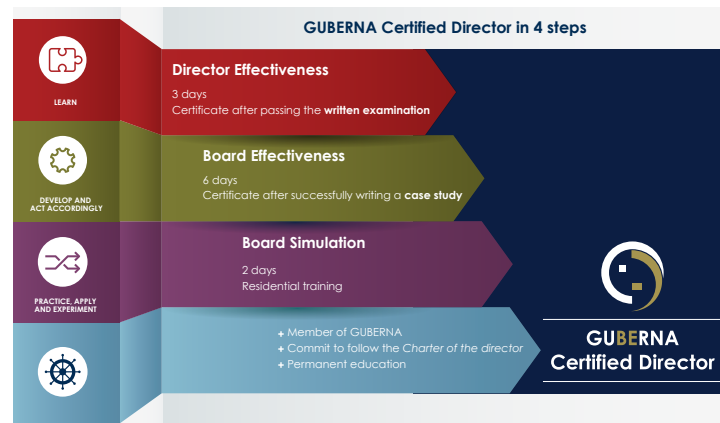 GUBERNA Certified Director in 4 steps
LEARN
Director Effectiveness
3 days
Certificate after passing the written examination
DEVELOP AND
ACT ACCORDINGLY
Board Effectiveness
6 days
Certificate after successfully writing a case study
PRACTICE, APPLY
AND EXPERIMENT
Board Simulation
2 days
Residential training
+ Member of GUBERNA
+ Commit to follow the Charter of the director
+ Permanent education
GUBERNA
Certified Director